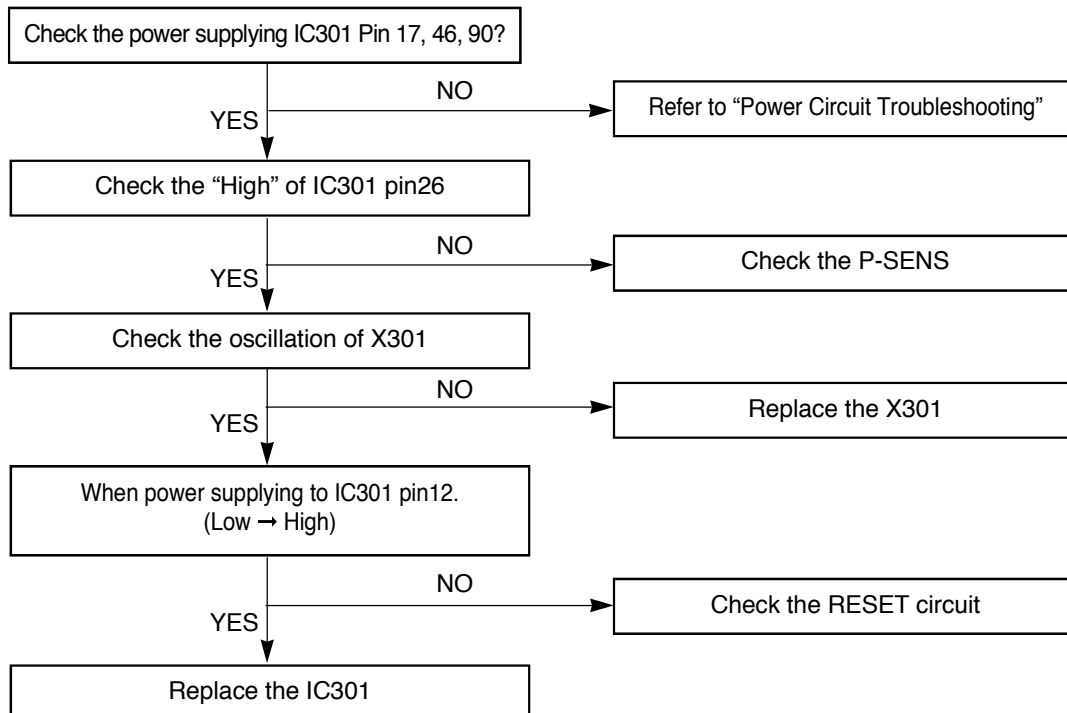 Check the power supplying IC301 Pin 17, 46, 90?
NO
Refer to “Power Circuit Troubleshooting”
YES
Check the “High” of IC301 pin26
NO
Check the P-SENS
YES
Check the oscillation of X301
NO
Replace the X301
YES
When power supplying to IC301 pin12.
(Low → High)
NO
Check the RESET circuit
YES
Replace the IC301